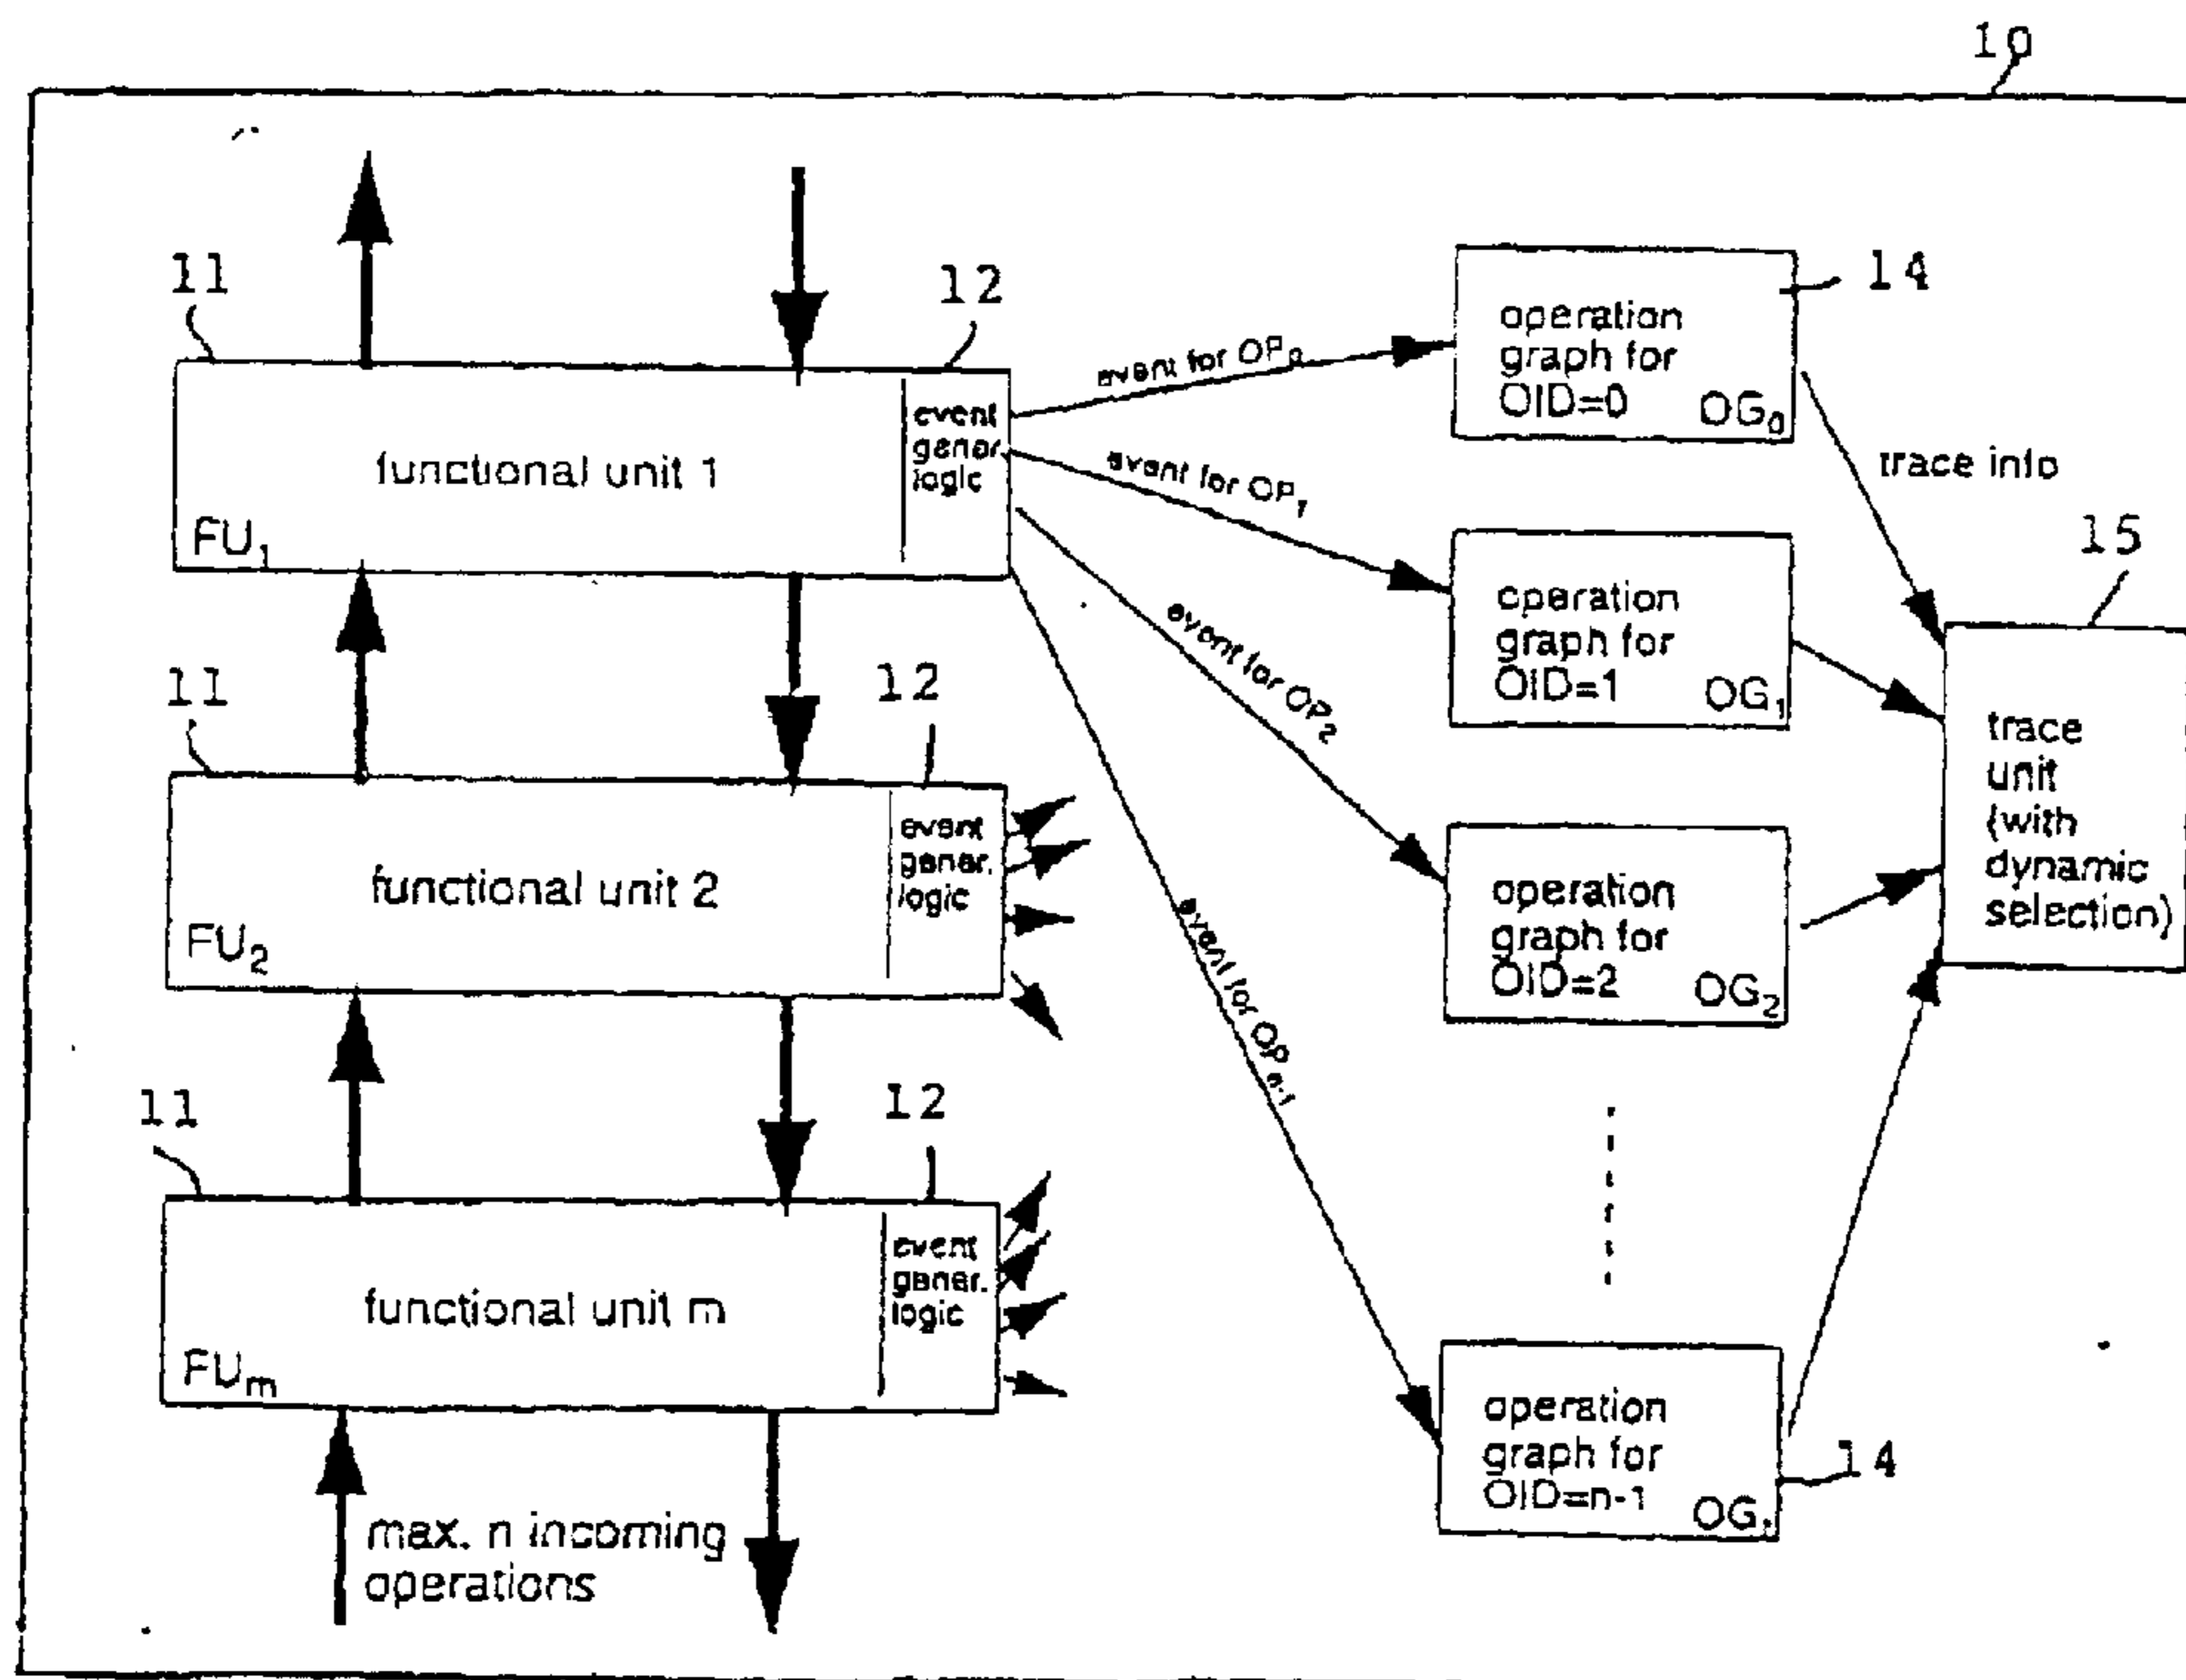 10
11
12
event
gener.
logic
functional unit 1
FU1
event for OP0
event for OP1
event for OP2
event for OPn-1
operation
graph for
OID=0 OG0
14
trace info
15
operation
graph for
OID=1 OG1
trace
unit
(with
dynamic
selection)
11
12
event
gener.
logic
functional unit 2
FU2
operation
graph for
OID=2 OG2
11
12
event
gener.
logic
functional unit m
FUm
operation
graph for
OID=n-1
14
max. n incoming
operations